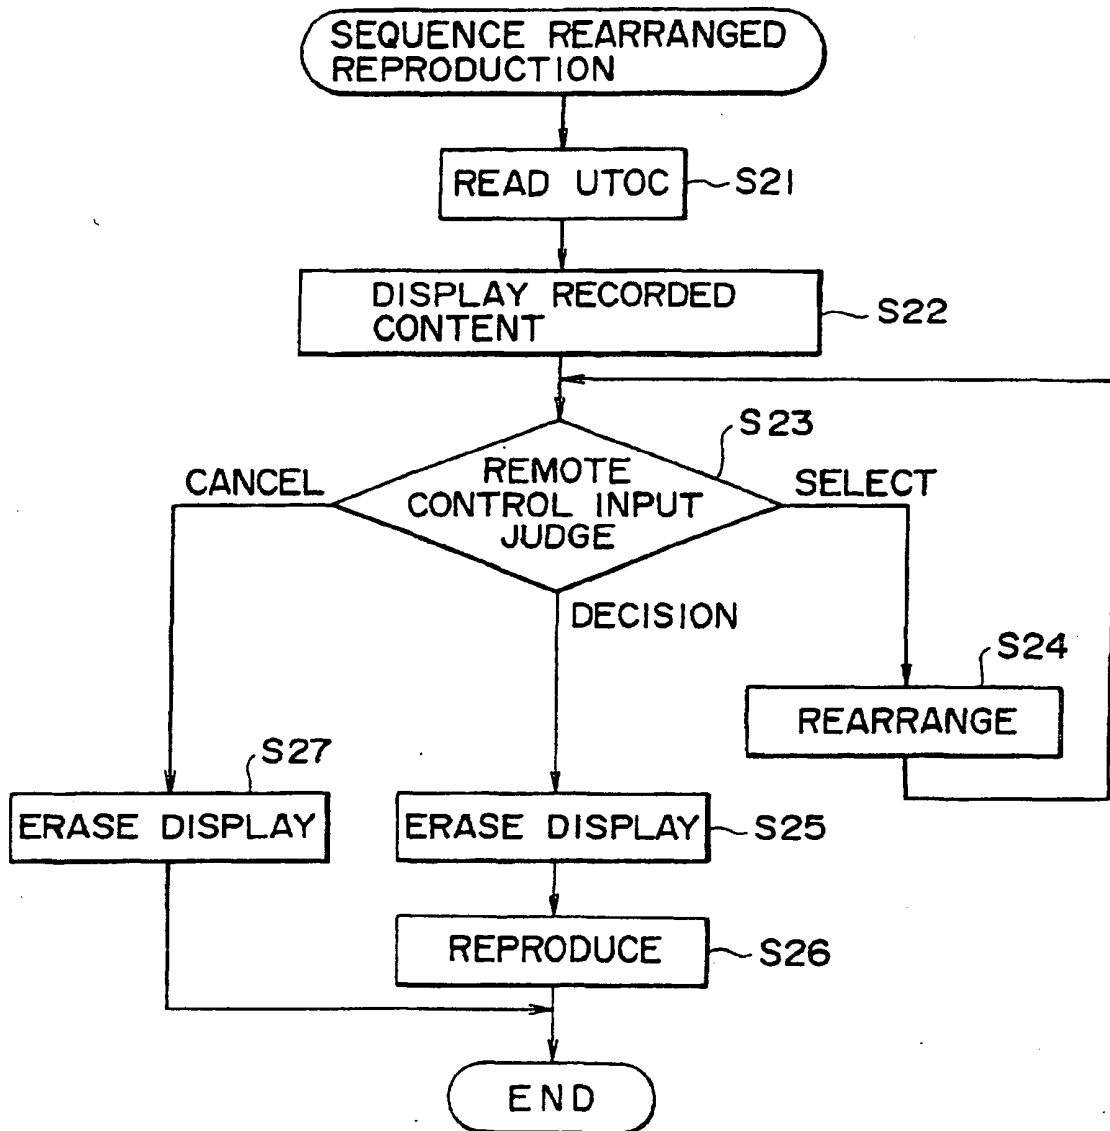 SEQUENCE REARRANGED
REPRODUCTION
READ UTOC
S21
DISPLAY RECORDED
CONTENT
S22
S23
REMOTE
CONTROL INPUT
JUDGE
CANCEL
SELECT
DECISION
S24
REARRANGE
S27
ERASE DISPLAY
ERASE DISPLAY
S25
REPRODUCE
S26
END